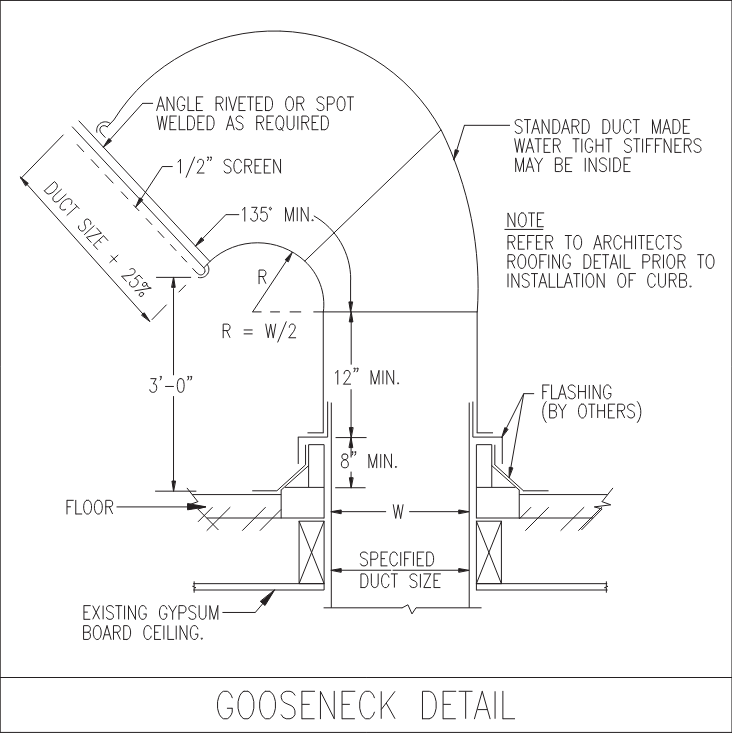 ANGLE RIVETED OR SPOT
WELDED AS REQUIRED
STANDARD DUCT MADE
WATER TIGHT STIFFNERS
MAY BE INSIDE
1/2" SCREEN
DUCT SIZE + 25%
135° MIN.
NOTE
REFER TO ARCHITECTS
ROOFING DETAIL PRIOR TO
INSTALLATION OF CURB.
R
R = W/2
3'-0"
12" MIN.
FLASHING
(BY OTHERS)
8" MIN.
FLOOR
W
SPECIFIED
DUCT SIZE
EXISTING GYPSUM
BOARD CEILING.
GOOSENECK DETAIL